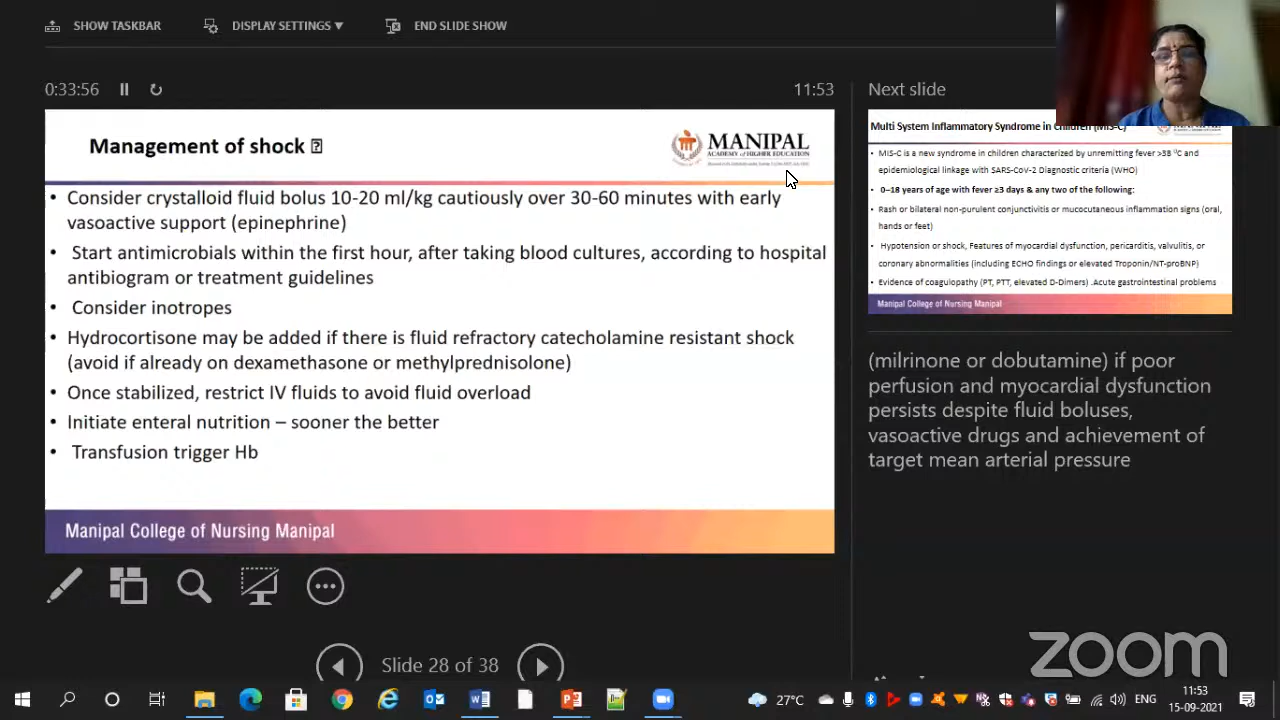 SHOW TASKBAR
DISPLAY SETTINGS ▼
END SLIDE SHOW
0:33:56
11:53
Management of shock
MANIPAL
ACADEMY of HIGHER EDUCATION
• Consider crystalloid fluid bolus 10-20 ml/kg cautiously over 30-60 minutes with early
vasoactive support (epinephrine)
• Start antimicrobials within the first hour, after taking blood cultures, according to hospital
antibiogram or treatment guidelines
• Consider inotropes
• Hydrocortisone may be added if there is fluid refractory catecholamine resistant shock
(avoid if already on dexamethasone or methylprednisolone)
• Once stabilized, restrict IV fluids to avoid fluid overload
• Initiate enteral nutrition – sooner the better
• Transfusion trigger Hb
Manipal College of Nursing Manipal
Slide 28 of 38
Next slide
Multi System Inflammatory Syndrome in Children (MIS-C)
• MIS-C is a new syndrome in children characterized by unremitting fever >38 °C and
epidemiological linkage with SARS-Cov-2 Diagnostic criteria (WHO)
• 0–18 years of age with fever ≥3 days & any two of the following:
• Rash or bilateral non-purulent conjunctivitis or mucocutaneous inflammation signs (oral,
hands or feet)
• Hypotension or shock, Features of myocardial dysfunction, pericarditis, valvulitis, or
coronary abnormalities (including ECHO findings or elevated Troponin/NT-proBNP)
• Evidence of coagulopathy (PT, PTT, elevated D-Dimers) .Acute gastrointestinal problems
Manipal College of Nursing Manipal
(milrinone or dobutamine) if poor
perfusion and myocardial dysfunction
persists despite fluid boluses,
vasoactive drugs and achievement of
target mean arterial pressure
zoom
27°C
ENG
11:53
15-09-2021